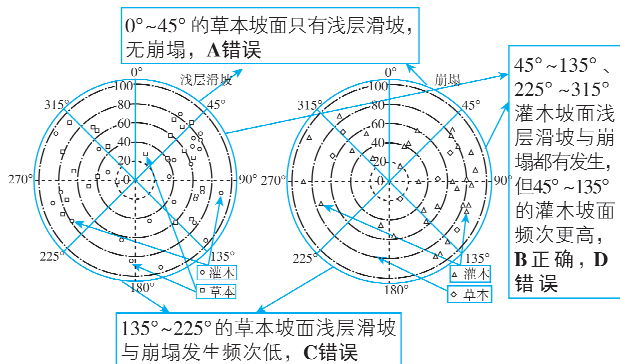 0°~45°的草本坡面只有浅层滑坡，
无崩塌，A错误
0°
浅层滑坡
100
80
60
40
20
0
315°
45°
270°
90°
225°
135°
180°
○灌木
□草本
0°
崩塌
100
80
60
40
20
0
315°
45°
270°
90°
225°
135°
180°
△灌木
◇草木
45°~135°、
225°~315°
灌木坡面浅
层滑坡与崩
塌都有发生，
但45°~135°
的灌木坡面
频次更高，
B正确，D
错误
135°~225°的草本坡面浅层滑坡
与崩塌发生频次低，C错误